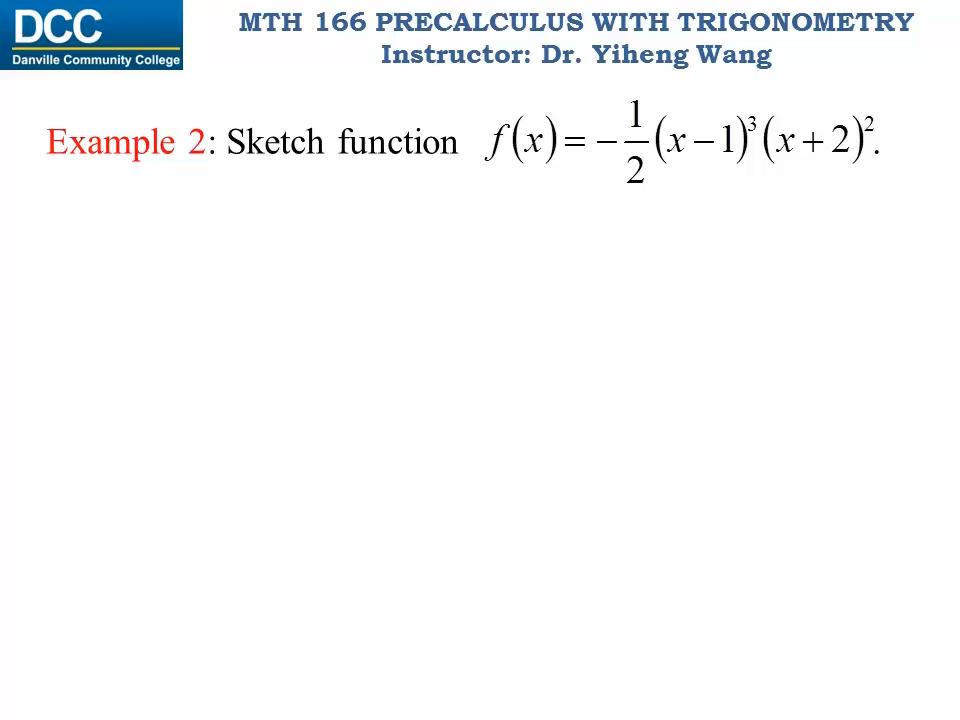 DCC
Danville Community College
MTH 166 PRECALCULUS WITH TRIGONOMETRY
Instructor: Dr. Yiheng Wang
Example 2: Sketch function f(x) = −1/2(x−1)³(x+2)².